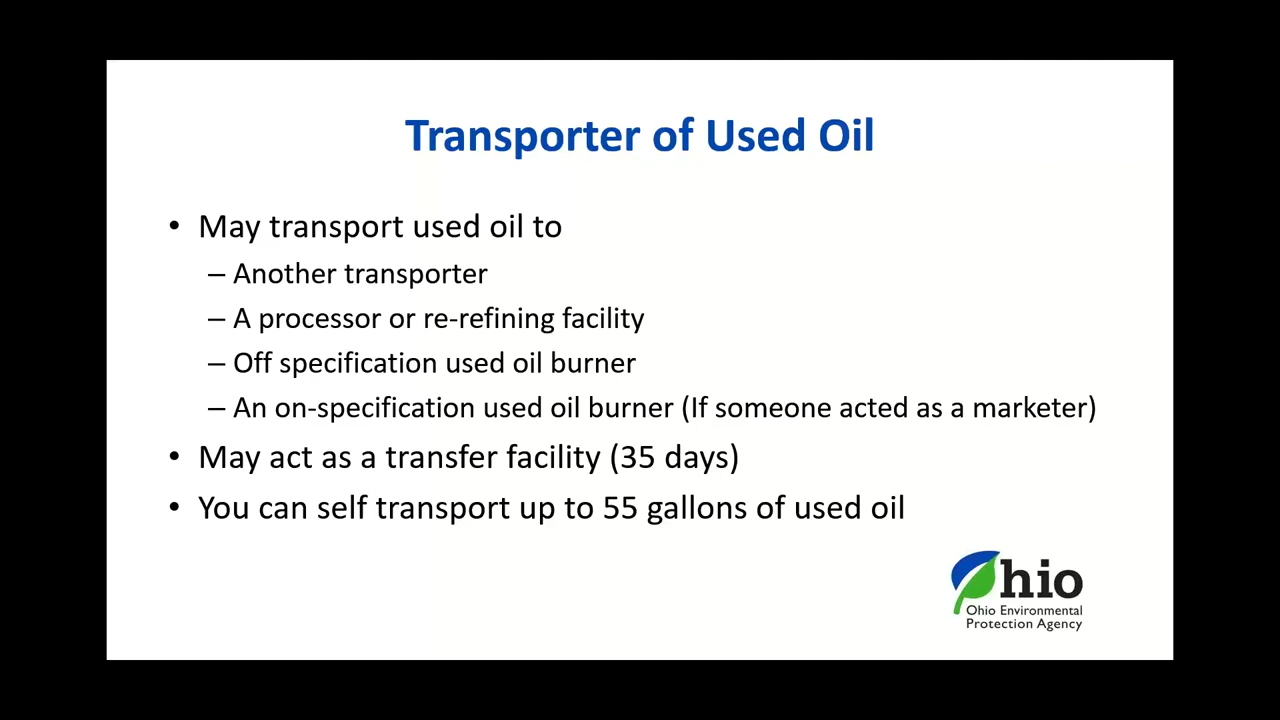 Transporter of Used Oil
• May transport used oil to
– Another transporter
– A processor or re-refining facility
– Off specification used oil burner
– An on-specification used oil burner (If someone acted as a marketer)
• May act as a transfer facility (35 days)
• You can self transport up to 55 gallons of used oil
Ohio
Ohio Environmental
Protection Agency